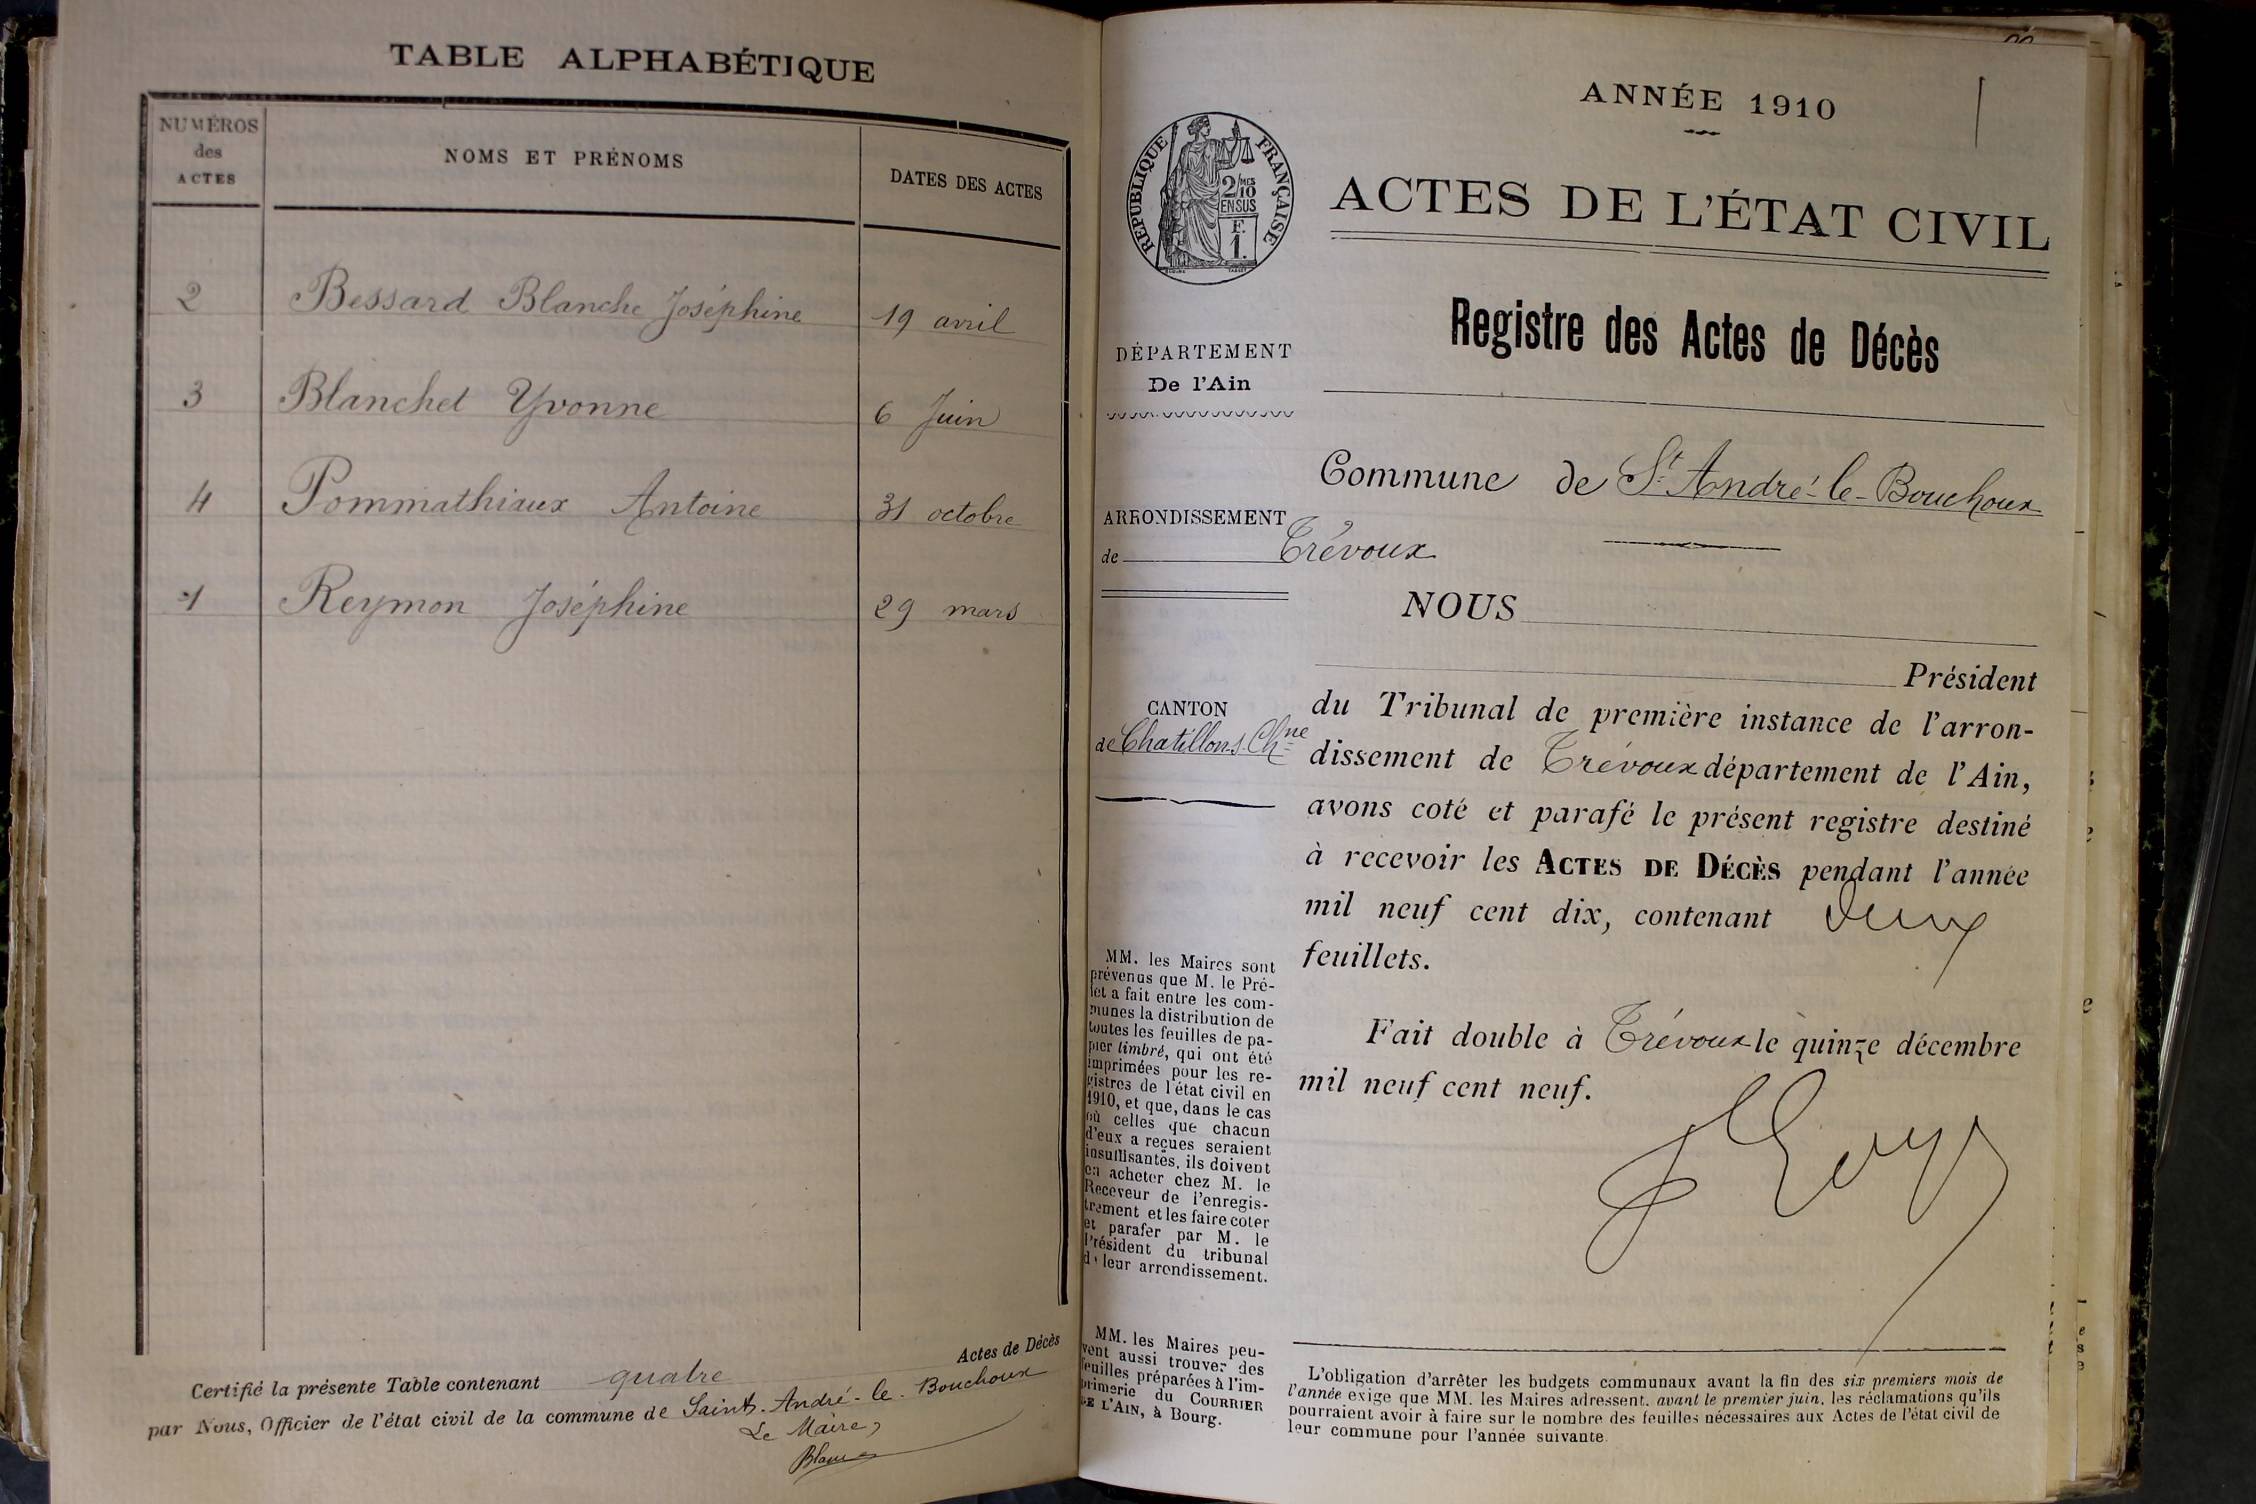 TABLE ALPHABÉTIQUE
NUMÉROS
des
ACTES
NOMS ET PRÉNOMS
DATES DES ACTES
2 Bessard Blanche Joséphine 19 avril
3 Blanchet Yvonne 6 Juin
4 Pommathiaux Antoine 31 octobre
1 Reymon Joséphine 29 mars
Actes de Décès
Certifié la présente Table contenant quatre
par Nous, Officier de l'état civil de la commune de Saint-André-le-Bouchoux
Le Maire,
ANNÉE 1910
RÉPUBLIQUE FRANÇAISE
2/10 MES
EN SUS
F.
1.
ACTES DE L'ÉTAT CIVIL
Registre des Actes de Décès
DÉPARTEMENT
De l'Ain
Commune de St André-le-Bouchoux
ARRONDISSEMENT
de Trévoux
NOUS
Président
CANTON
de Chatillon-s-Chne
du Tribunal de première instance de l'arron-
dissement de Trévoux département de l'Ain,
avons coté et parafé le présent registre destiné
à recevoir les ACTES DE DÉCÈS pendant l'année
mil neuf cent dix, contenant deux
feuillets.
Fait double à Trévoux le quinze décembre
mil neuf cent neuf.
MM. les Maires sont
prévenus que M. le Pré-
fet a fait entre les com-
munes la distribution de
toutes les feuilles de pa-
pier timbré, qui ont été
imprimées pour les re-
gistres de l'état civil en
1910, et que, dans le cas
où celles que chacun
d'eux a reçues seraient
insuffisantes, ils doivent
en acheter chez M. le
Receveur de l'enregis-
trement et les faire coter
et parafer par M. le
Président du tribunal
de leur arrondissement.
MM. les Maires peu-
vent aussi trouver des
feuilles préparées à l'im-
primerie du COURRIER
DE L'AIN, à Bourg.
L'obligation d'arrêter les budgets communaux avant la fin des six premiers mois de
l'année exige que MM. les Maires adressent, avant le premier juin, les réclamations qu'ils
pourraient avoir à faire sur le nombre des feuilles nécessaires aux Actes de l'état civil de
leur commune pour l'année suivante.